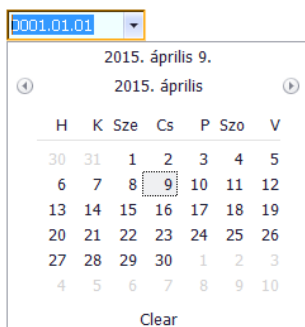 0001.01.01
2015. április 9.
2015. április
H K Sze Cs P Szo V
30 31 1 2 3 4 5
6 7 8 9 10 11 12
13 14 15 16 17 18 19
20 21 22 23 24 25 26
27 28 29 30 1 2 3
4 5 6 7 8 9 10
Clear